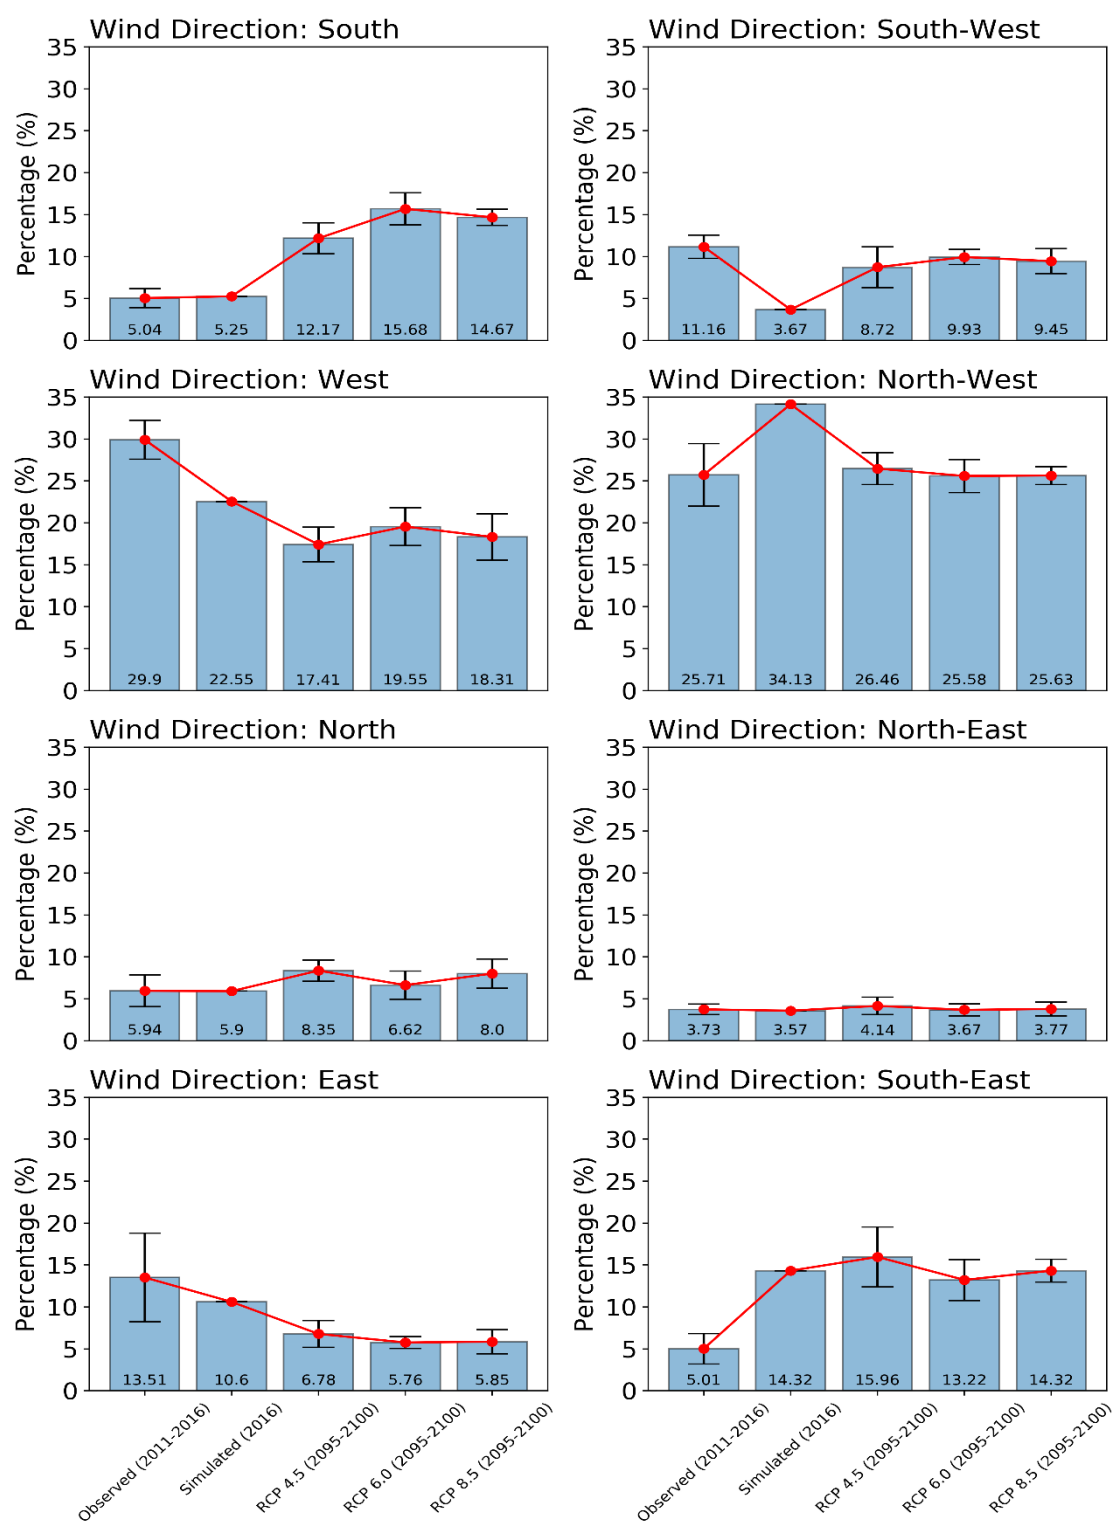 Wind Direction: South
Percentage (%)
35
30
25
20
15
10
5
0
5.04 5.25 12.17 15.68 14.67
Wind Direction: South-West
Percentage (%)
35
30
25
20
15
10
5
0
11.16 3.67 8.72 9.93 9.45
Wind Direction: West
Percentage (%)
35
30
25
20
15
10
5
0
29.9 22.55 17.41 19.55 18.31
Wind Direction: North-West
Percentage (%)
35
30
25
20
15
10
5
0
25.71 34.13 26.46 25.58 25.63
Wind Direction: North
Percentage (%)
35
30
25
20
15
10
5
0
5.94 5.9 8.35 6.62 8.0
Wind Direction: North-East
Percentage (%)
35
30
25
20
15
10
5
0
3.73 3.57 4.14 3.67 3.77
Wind Direction: East
Percentage (%)
35
30
25
20
15
10
5
0
13.51 10.6 6.78 5.76 5.85
Observed (2011-2016)
Simulated (2016)
RCP 4.5 (2095-2100)
RCP 6.0 (2095-2100)
RCP 8.5 (2095-2100)
Wind Direction: South-East
Percentage (%)
35
30
25
20
15
10
5
0
5.01 14.32 15.96 13.22 14.32
Observed (2011-2016)
Simulated (2016)
RCP 4.5 (2095-2100)
RCP 6.0 (2095-2100)
RCP 8.5 (2095-2100)